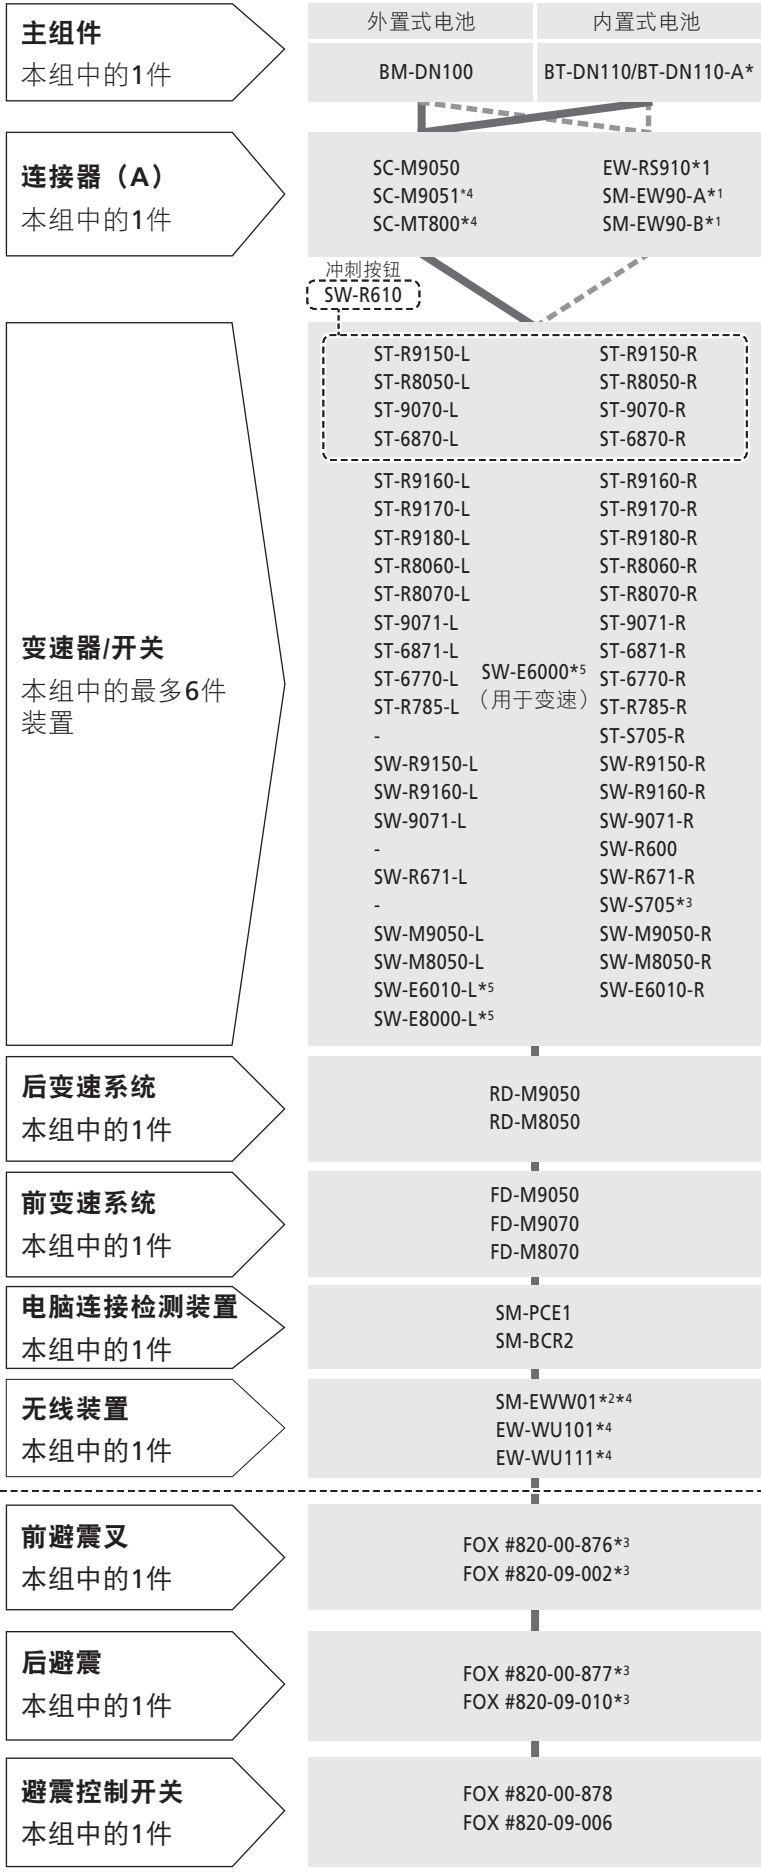 主组件
本组中的1件
外置式电池
内置式电池
BM-DN100
BT-DN110/BT-DN110-A*
连接器（A）
本组中的1件
SC-M9050
EW-RS910*1
SC-M9051*4
SM-EW90-A*1
SC-MT800*4
SM-EW90-B*1
冲刺按钮
SW-R610
变速器/开关
本组中的最多6件
装置
ST-R9150-L
ST-R9150-R
ST-R8050-L
ST-R8050-R
ST-9070-L
ST-9070-R
ST-6870-L
ST-6870-R
ST-R9160-L
ST-R9160-R
ST-R9170-L
ST-R9170-R
ST-R9180-L
ST-R9180-R
ST-R8060-L
ST-R8060-R
ST-R8070-L
ST-R8070-R
ST-9071-L
ST-9071-R
ST-6871-L
ST-6871-R
ST-6770-L
SW-E6000*5
ST-6770-R
ST-R785-L
（用于变速）
ST-R785-R
-
ST-S705-R
SW-R9150-L
SW-R9150-R
SW-R9160-L
SW-R9160-R
SW-9071-L
SW-9071-R
-
SW-R600
SW-R671-L
SW-R671-R
-
SW-S705*3
SW-M9050-L
SW-M9050-R
SW-M8050-L
SW-M8050-R
SW-E6010-L*5
SW-E6010-R
SW-E8000-L*5
后变速系统
本组中的1件
RD-M9050
RD-M8050
前变速系统
本组中的1件
FD-M9050
FD-M9070
FD-M8070
电脑连接检测装置
本组中的1件
SM-PCE1
SM-BCR2
无线装置
本组中的1件
SM-EWW01*2*4
EW-WU101*4
EW-WU111*4
前避震叉
本组中的1件
FOX #820-00-876*3
FOX #820-09-002*3
后避震
本组中的1件
FOX #820-00-877*3
FOX #820-09-010*3
避震控制开关
本组中的1件
FOX #820-00-878
FOX #820-09-006